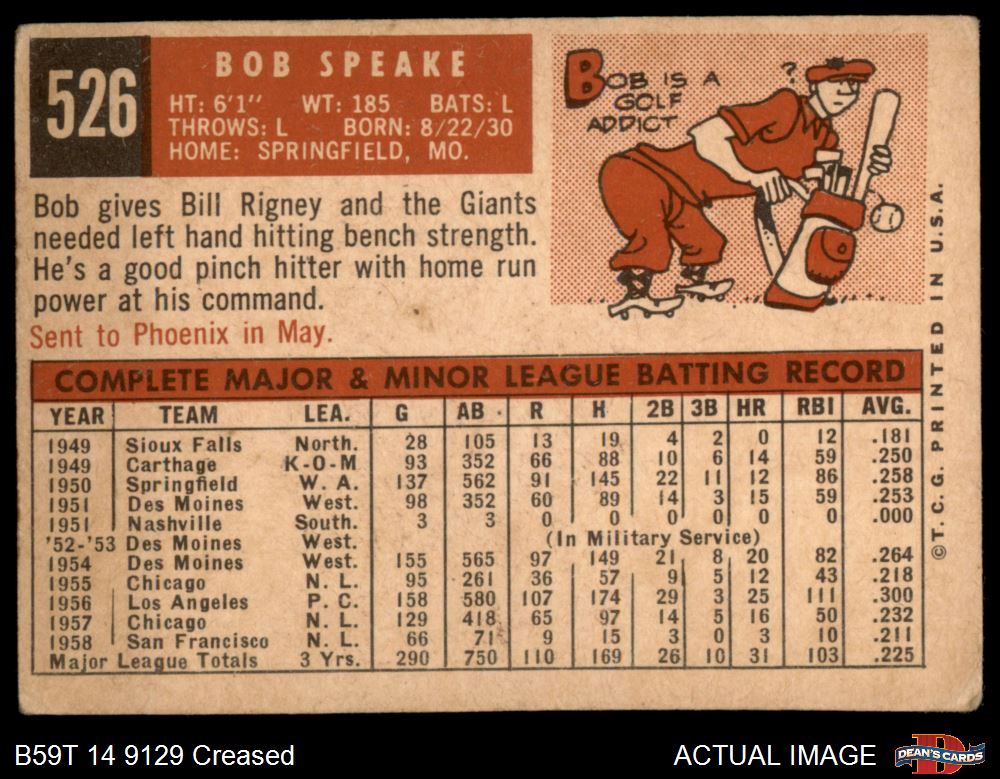 526
BOB SPEAKE
HT: 6'1" WT: 185 BATS: L
THROWS: L BORN: 8/22/30
HOME: SPRINGFIELD, MO.
BOB IS A
GOLF
ADDICT
?
Bob gives Bill Rigney and the Giants
needed left hand hitting bench strength.
He's a good pinch hitter with home run
power at his command.
Sent to Phoenix in May.
COMPLETE MAJOR & MINOR LEAGUE BATTING RECORD
YEAR TEAM LEA. G AB R H 2B 3B HR RBI AVG.
1949 Sioux Falls North. 28 105 13 19 4 2 0 12 .181
1949 Carthage K-O-M 93 352 66 88 10 6 14 59 .250
1950 Springfield W. A. 137 562 91 145 22 11 12 86 .258
1951 Des Moines West. 98 352 60 89 14 3 15 59 .253
1951 Nashville South. 3 3 0 0 0 0 0 0 .000
'52-'53 Des Moines West. (In Military Service)
1954 Des Moines West. 155 565 97 149 21 8 20 82 .264
1955 Chicago N. L. 95 261 36 57 9 5 12 43 .218
1956 Los Angeles P. C. 158 580 107 174 29 3 25 111 .300
1957 Chicago N. L. 129 418 65 97 14 5 16 50 .232
1958 San Francisco N. L. 66 71 9 15 3 0 3 10 .211
Major League Totals 3 Yrs. 290 750 110 169 26 10 31 103 .225
©T. C. G. PRINTED IN U.S.A.
B59T 14 9129 Creased
ACTUAL IMAGE
DEAN'S CARDS